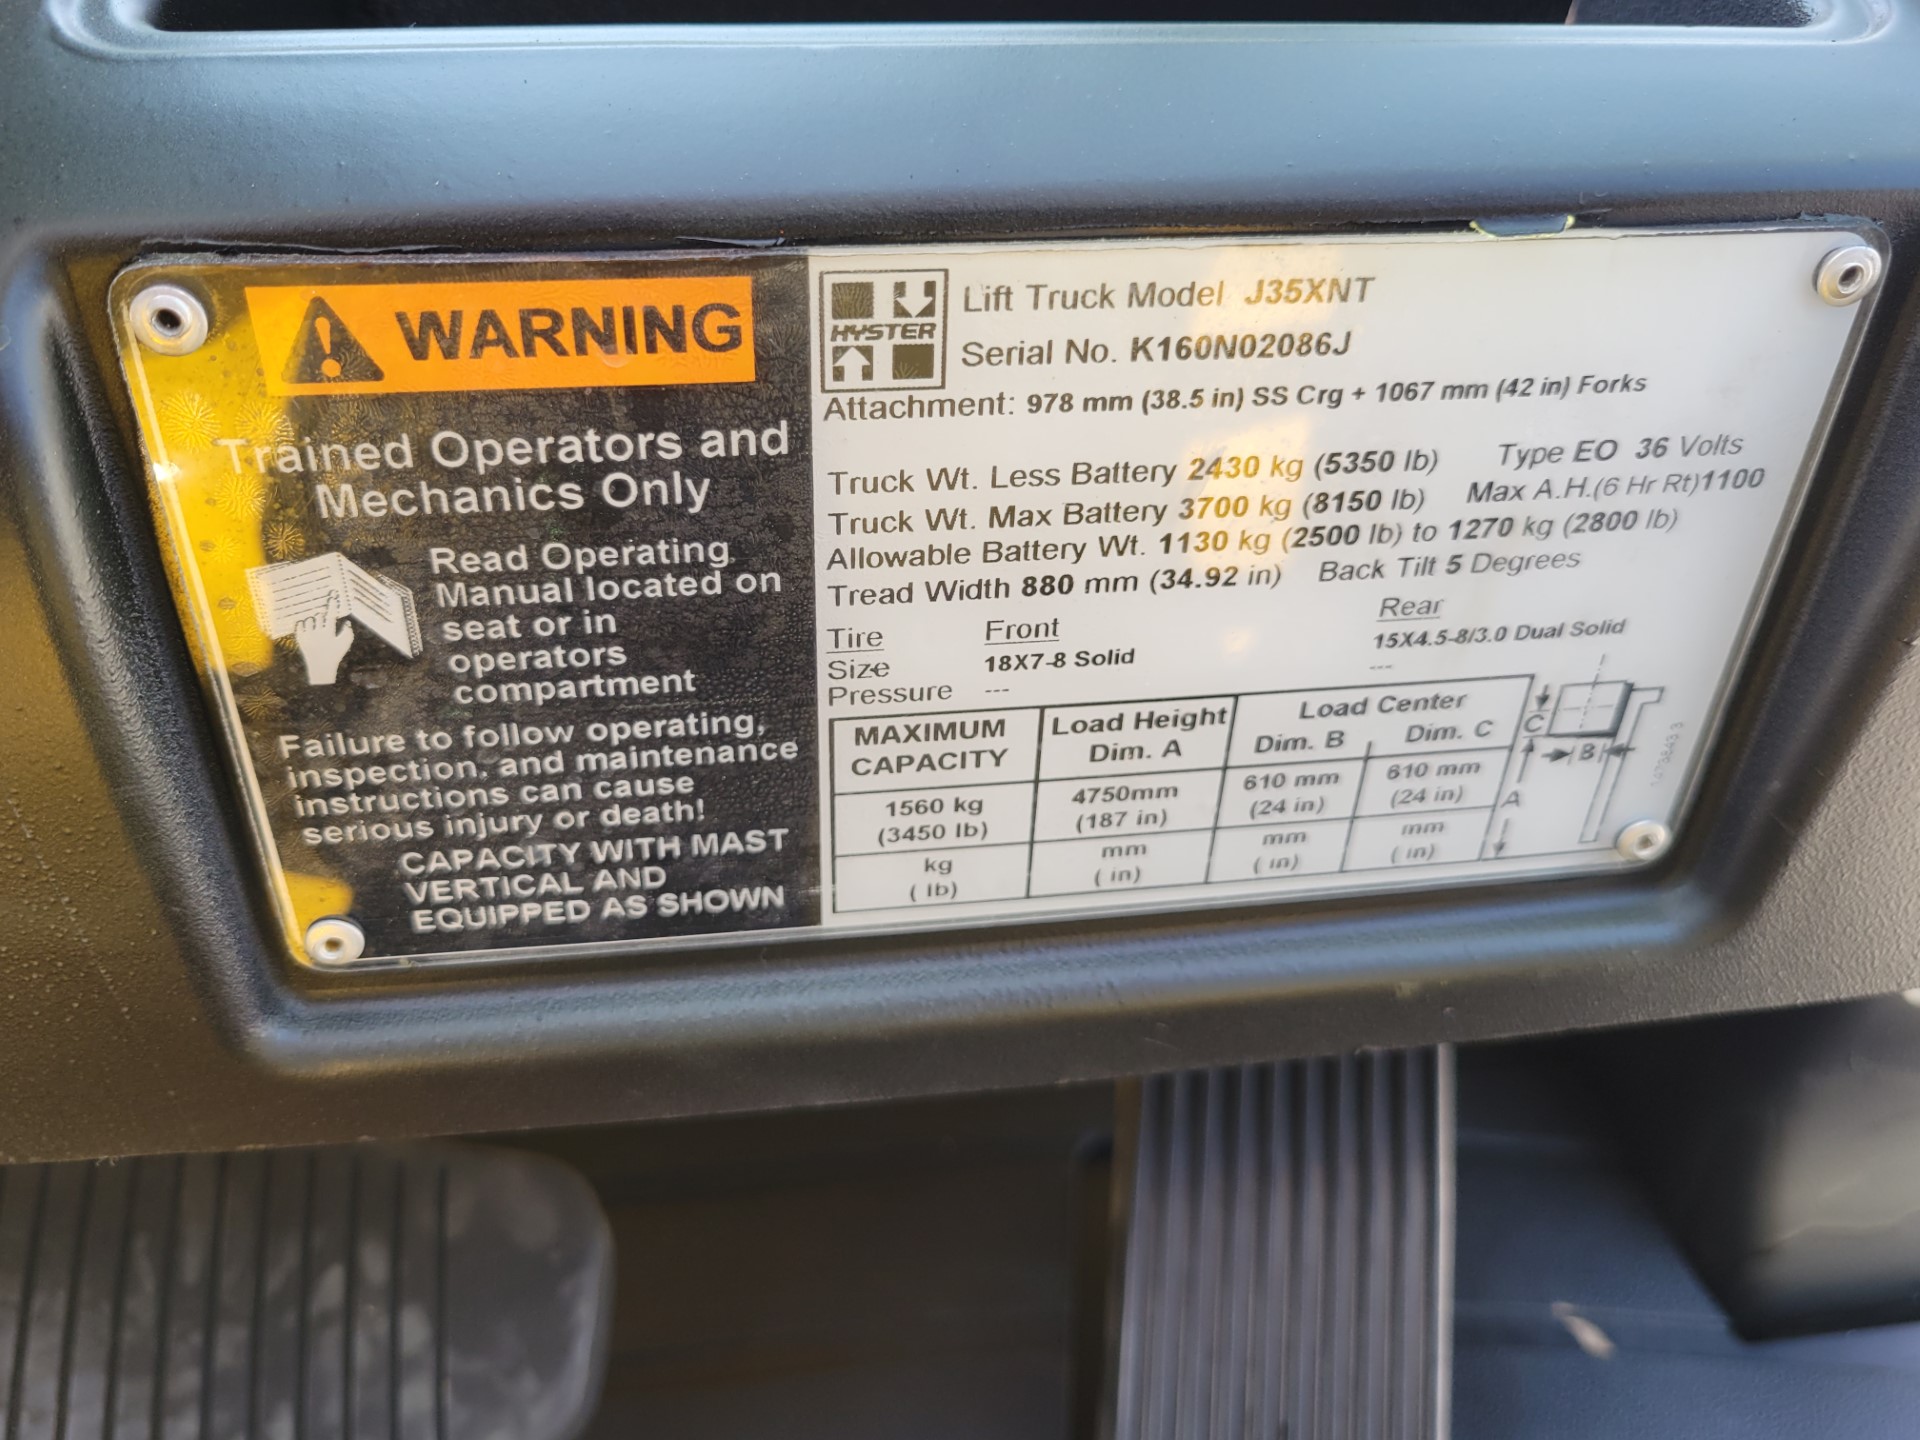 WARNING
Trained Operators and
Mechanics Only
Read Operating
Manual located on
seat or in
operators
compartment
Failure to follow operating,
inspection, and maintenance
instructions can cause
serious injury or death!
CAPACITY WITH MAST
VERTICAL AND
EQUIPPED AS SHOWN
HYSTER
Lift Truck Model J35XNT
Serial No. K160N02086J
Attachment: 978 mm (38.5 in) SS Crg + 1067 mm (42 in) Forks
Truck Wt. Less Battery 2430 kg (5350 lb) Type EO 36 Volts
Truck Wt. Max Battery 3700 kg (8150 lb) Max A.H.(6 Hr Rt)1100
Allowable Battery Wt. 1130 kg (2500 lb) to 1270 kg (2800 lb)
Tread Width 880 mm (34.92 in) Back Tilt 5 Degrees
Tire Front Rear
Size 18X7-8 Solid 15X4.5-8/3.0 Dual Solid
Pressure --- ---
MAXIMUM CAPACITY Load Height Dim. A Load Center Dim. B Dim. C
1560 kg 4750mm 610 mm 610 mm
(3450 lb) (187 in) (24 in) (24 in)
kg mm mm mm
( lb) ( in) ( in) ( in)
C
B
A